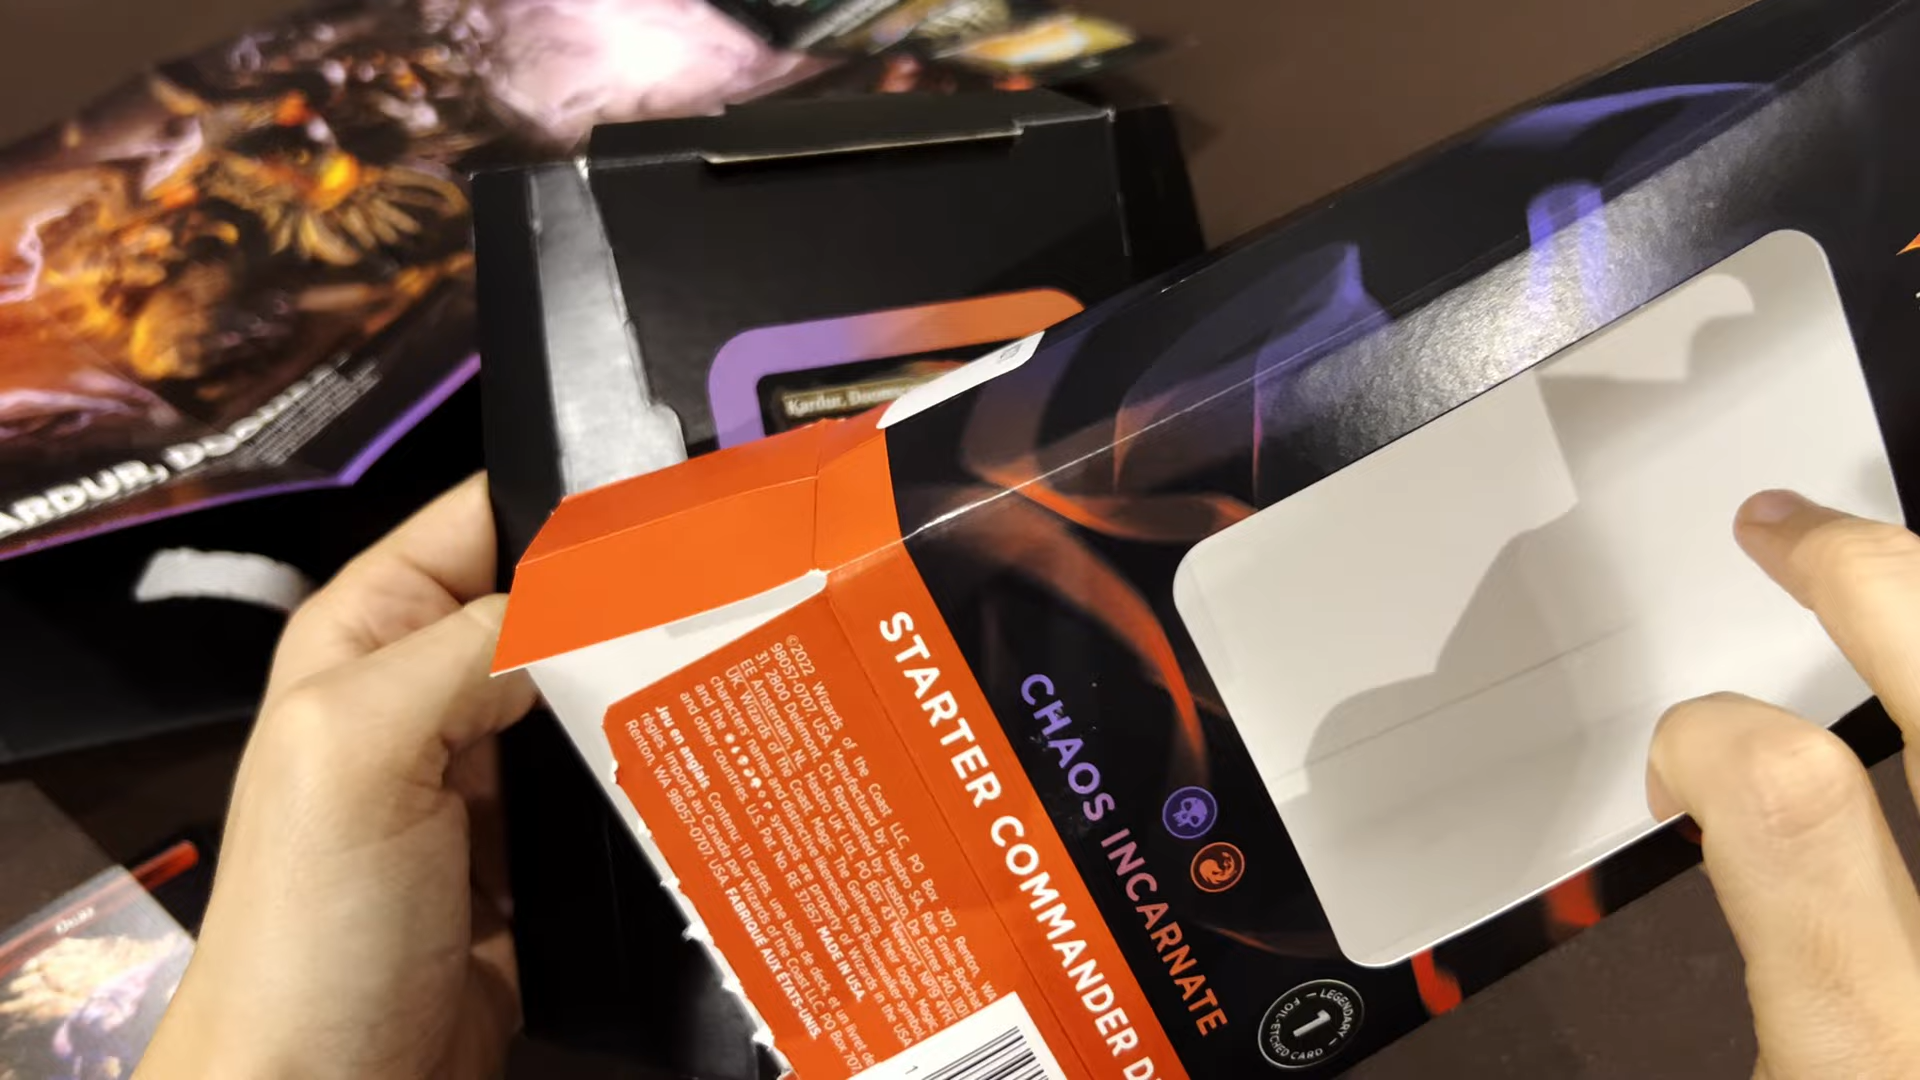 Kardur, Doom
ARDUR, DOOM
STARTER COMMANDER D
CHAOS INCARNATE
LEGENDARY
1
FOIL-ETCHED CARD
©2022 Wizards of the Coast LLC, PO Box 707, Renton, WA
98057-0707, USA. Manufactured by: Hasbro SA, Rue Emile-Boéchat
31, 2800 Delémont, CH. Represented by: Hasbro, De Entree 240, 1101
EE Amsterdam, NL. Hasbro UK Ltd., PO Box 43 Newport, NP19 4YH
UK. Wizards of the Coast, Magic: The Gathering, their logos, Magic,
characters' names and distinctive likenesses, the Planeswalker symbol,
and the symbols are property of Wizards in the USA
and other countries. U.S. Pat. No. RE 37,957. MADE IN USA.
Jeu en anglais. Contenu: 111 cartes, une boîte de deck, et un livret de
règles. Importé au Canada par Wizards of the Coast LLC, PO Box 707,
Renton, WA 98057-0707, USA. FABRIQUÉ AUX ÉTATS-UNIS.
1